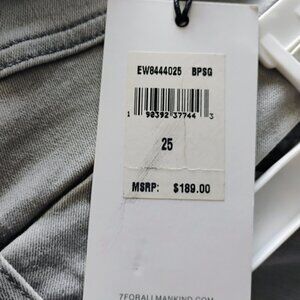 EW8444025 BPSG
1 90392 37744 3
25
MSRP: $189.00
7FORALLMANKIND.COM